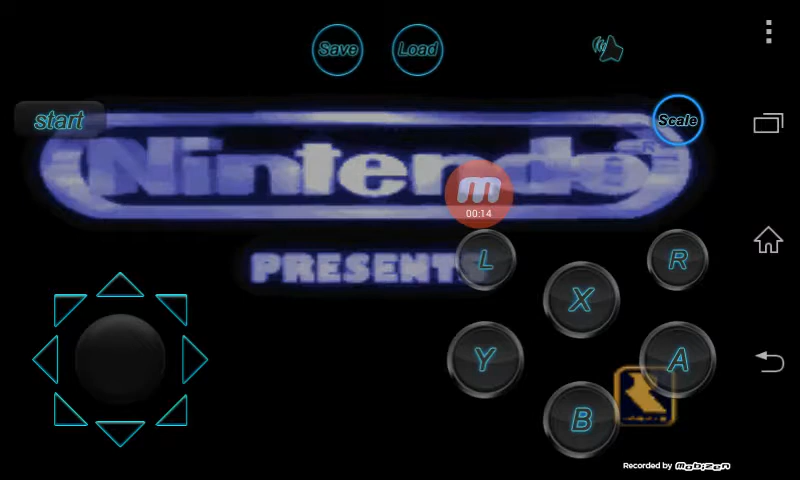 Save Load
start
Scale
Nintendo
00:14
PRESENTS
L R
X
Y A
B
Recorded by Mobizen